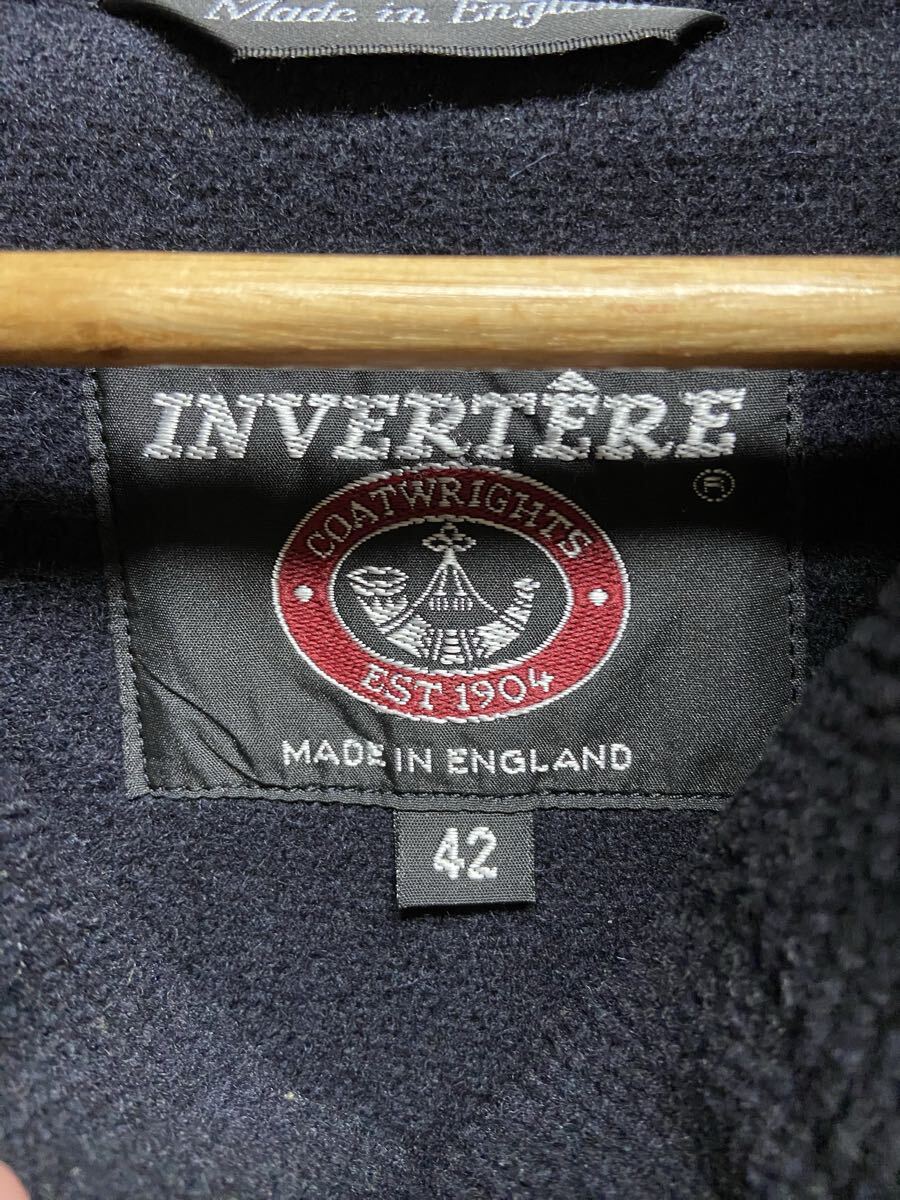 Made in England
INVERTÊRE
®
COATWRIGHTS
EST 1904
MADE IN ENGLAND
42